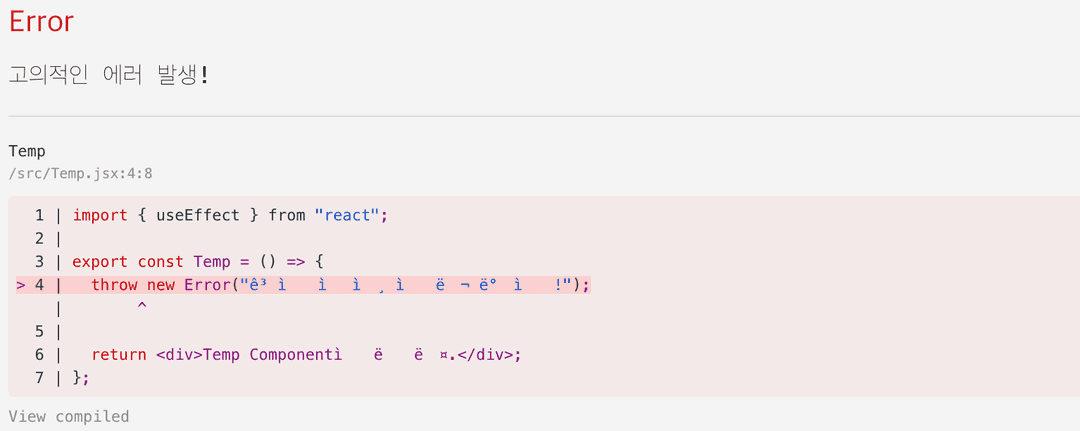 Error
고의적인 에러 발생!
Temp
/src/Temp.jsx:4:8
1 | import { useEffect } from "react";
2 |
3 | export const Temp = () => {
> 4 | throw new Error("ê³ ì ì ì ¸ ì ë ¬ ë° ì !");
| ^
5 |
6 | return <div>Temp Componentì ë ë ¤.</div>;
7 | };
View compiled